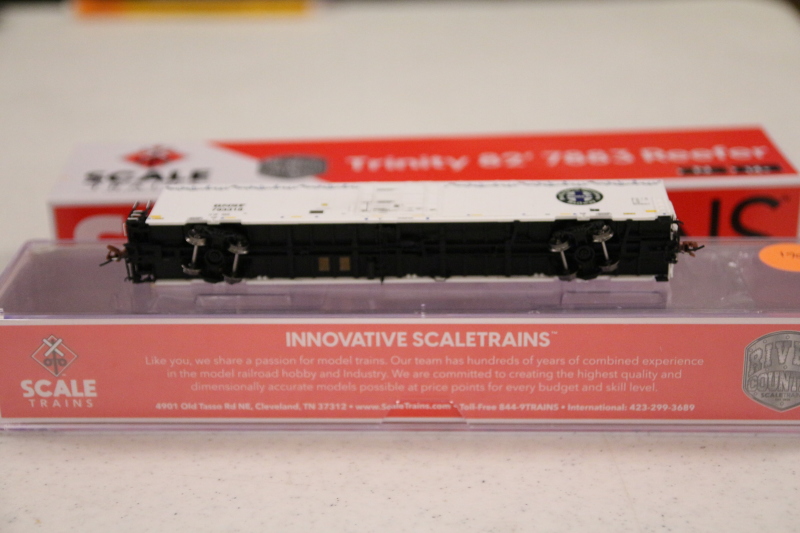 SCALE
TRAINS
Trinity 62' 7883 Reefer
INNOVATIVE SCALETRAINS™
Like you, we share a passion for model trains. Our team has hundreds of years of combined experience
in the model railroad hobby and Industry. We are committed to creating the highest quality and
dimensionally accurate models possible at price points for every budget and skill level.
SCALE
TRAINS
4901 Old Tasso Rd NE, Cleveland, TN 37312 • www.ScaleTrains.com • Toll-Free 844-9TRAINS • International: 423-299-3689